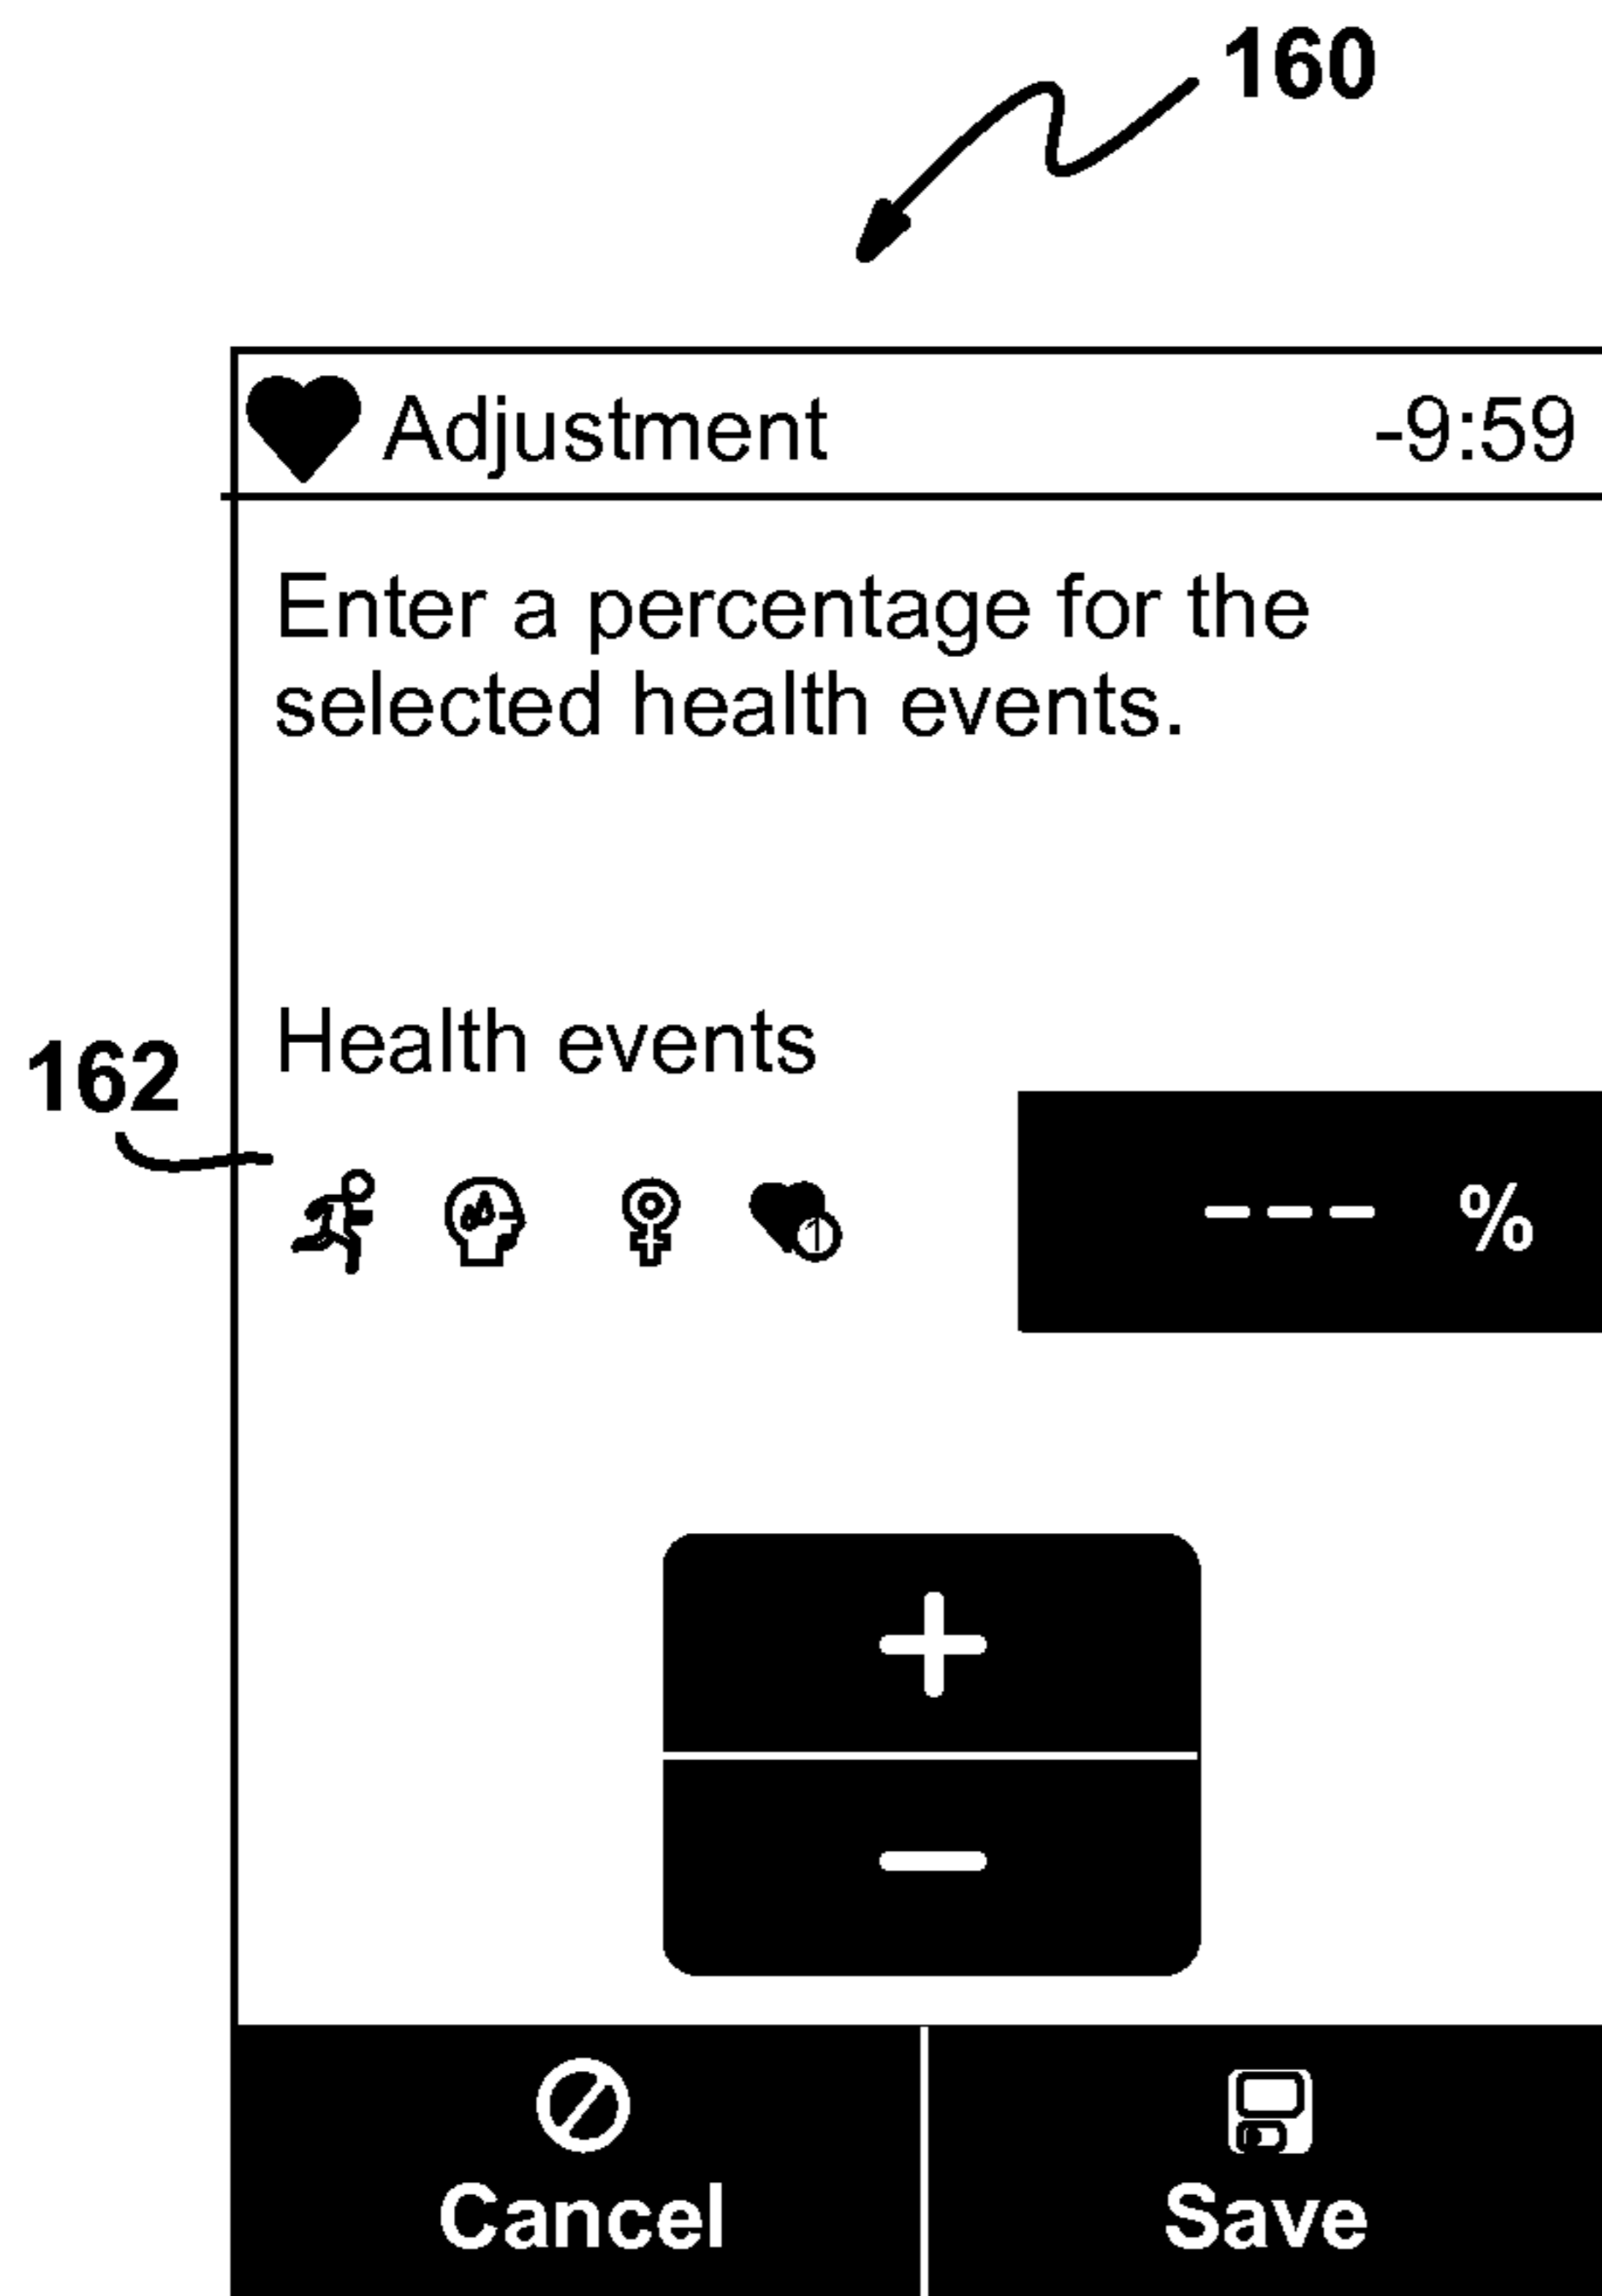 160
Adjustment -9:59
Enter a percentage for the
selected health events.
Health events
162
--- %
+
-
Cancel Save